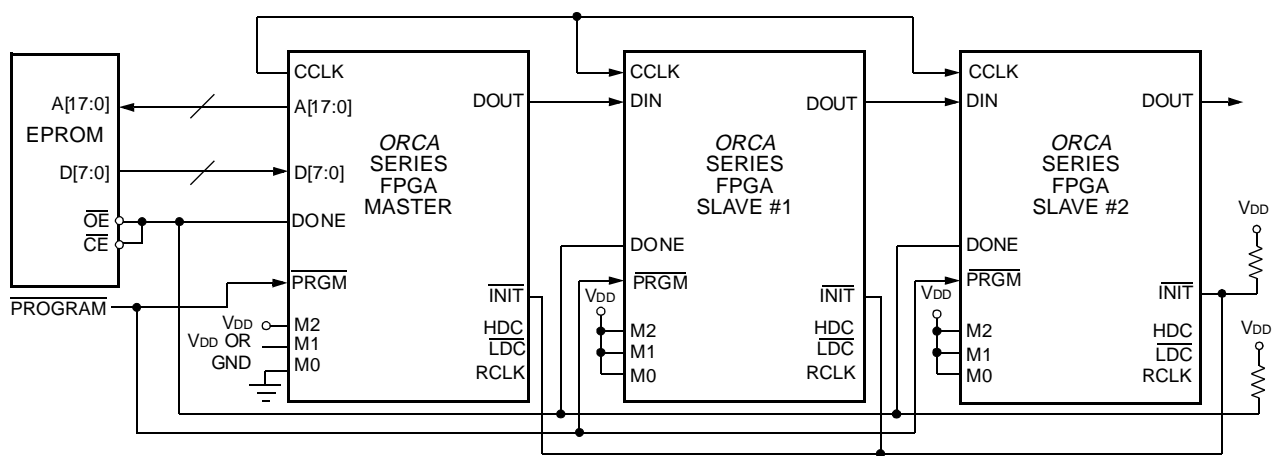 EPROM
A[17:0]
D[7:0]
OE
CE
PROGRAM
CCLK
A[17:0]
D[7:0]
DONE
PRGM
VDD
M2
VDD OR
GND
M1
M0
DOUT
ORCA
SERIES
FPGA
MASTER
INIT
HDC
LDC
RCLK
CCLK
DIN
DOUT
ORCA
SERIES
FPGA
SLAVE #1
DONE
PRGM
VDD
M2
M1
M0
INIT
HDC
LDC
RCLK
CCLK
DIN
DOUT
ORCA
SERIES
FPGA
SLAVE #2
DONE
PRGM
VDD
M2
M1
M0
INIT
HDC
LDC
RCLK
VDD
VDD